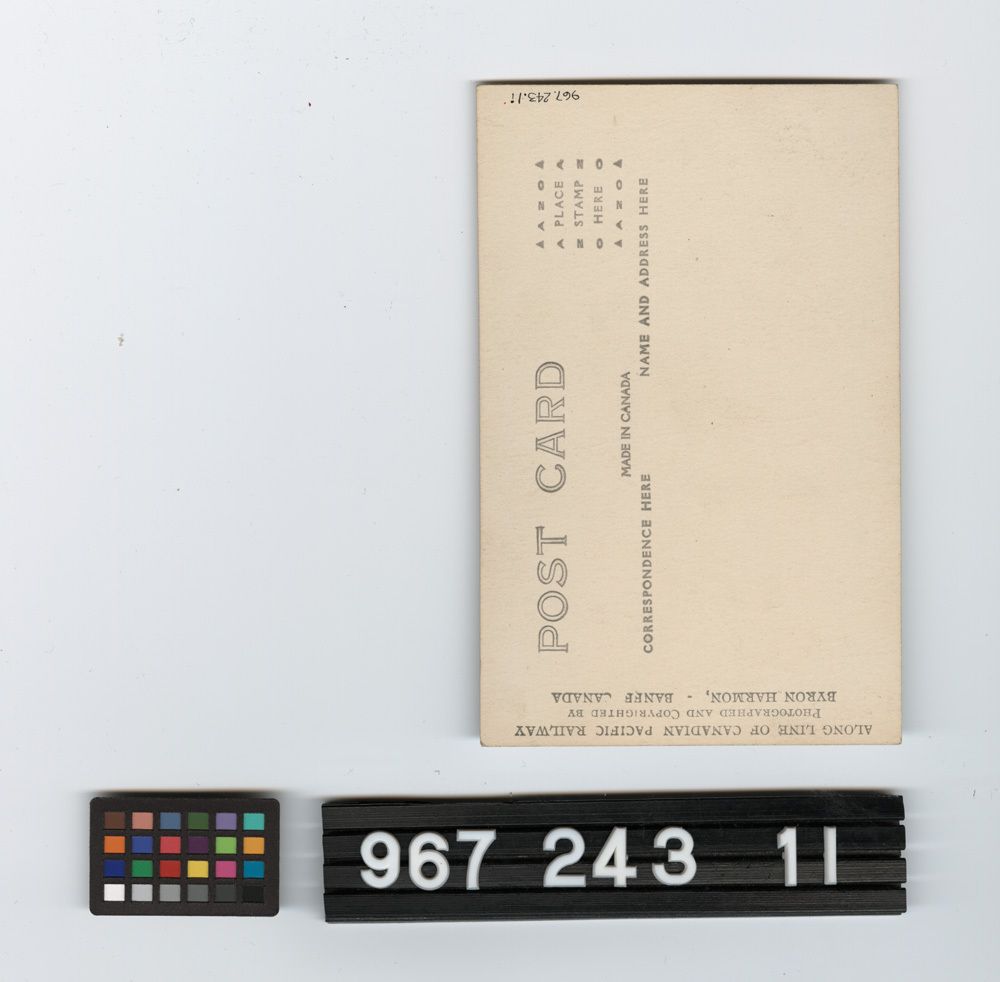 967.243.11
POST CARD
▲ A N O ▲
A PLACE A
N STAMP N
O HERE O
▲ A N O ▲
MADE IN CANADA
CORRESPONDENCE HERE
NAME AND ADDRESS HERE
ALONG LINE OF CANADIAN PACIFIC RAILWAY
PHOTOGRAPHED AND COPYRIGHTED BY
BYRON HARMON, - BANFF CANADA
967 243 11